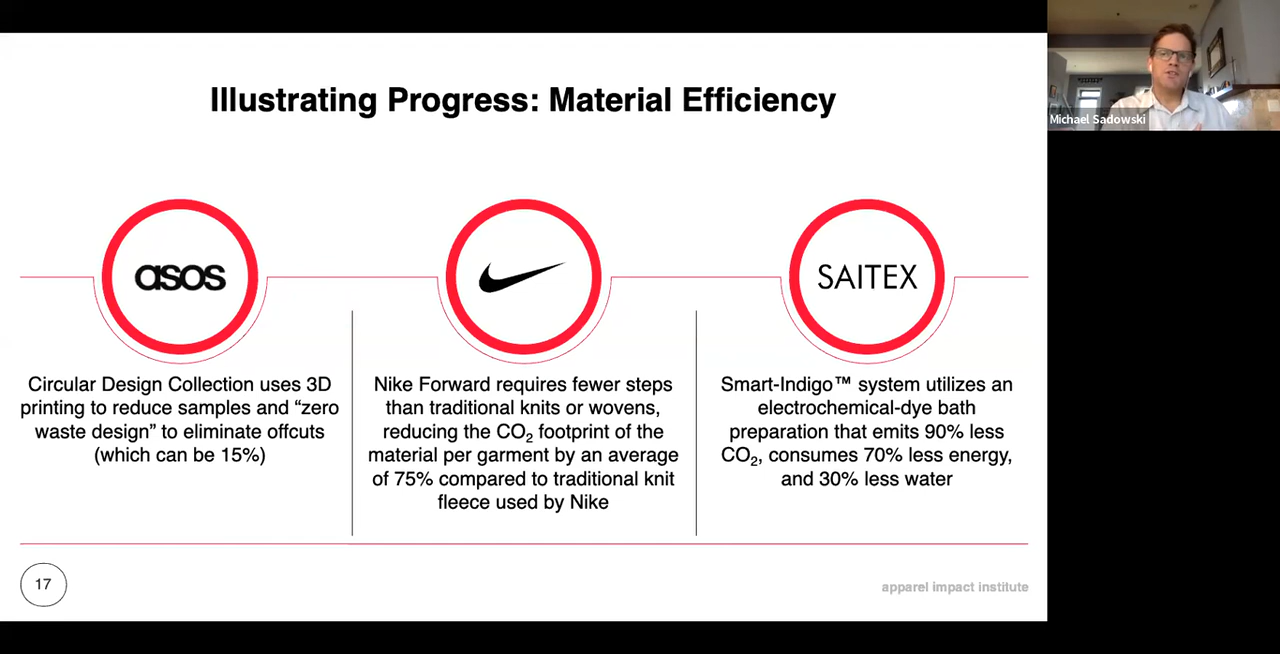 Illustrating Progress: Material Efficiency
Michael Sadowski
asos
SAITEX
Circular Design Collection uses 3D
printing to reduce samples and “zero
waste design” to eliminate offcuts
(which can be 15%)
Nike Forward requires fewer steps
than traditional knits or wovens,
reducing the CO₂ footprint of the
material per garment by an average
of 75% compared to traditional knit
fleece used by Nike
Smart-Indigo™ system utilizes an
electrochemical-dye bath
preparation that emits 90% less
CO₂, consumes 70% less energy,
and 30% less water
17
apparel impact institute